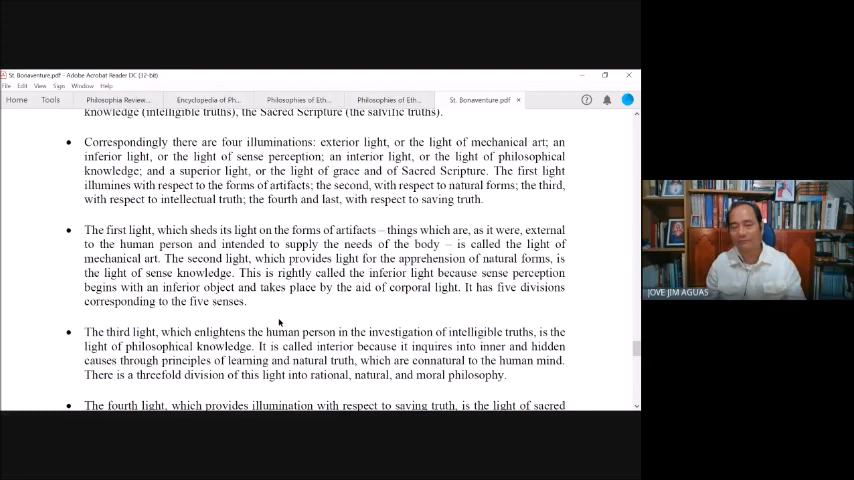 St. Bonaventure.pdf - Adobe Acrobat Reader DC (32-bit)
File Edit View Sign Window Help
Home Tools Philosophia Review... Encyclopedia of Ph... Philosophies of Eth... Philosophies of Eth... St. Bonaventure.pdf ×
knowledge (intelligible truths), the Sacred Scripture (the salvific truths).
• Correspondingly there are four illuminations: exterior light, or the light of mechanical art; an
inferior light, or the light of sense perception; an interior light, or the light of philosophical
knowledge; and a superior light, or the light of grace and of Sacred Scripture. The first light
illumines with respect to the forms of artifacts; the second, with respect to natural forms; the third,
with respect to intellectual truth; the fourth and last, with respect to saving truth.
• The first light, which sheds its light on the forms of artifacts – things which are, as it were, external
to the human person and intended to supply the needs of the body – is called the light of
mechanical art. The second light, which provides light for the apprehension of natural forms, is
the light of sense knowledge. This is rightly called the inferior light because sense perception
begins with an inferior object and takes place by the aid of corporal light. It has five divisions
corresponding to the five senses.
• The third light, which enlightens the human person in the investigation of intelligible truths, is the
light of philosophical knowledge. It is called interior because it inquires into inner and hidden
causes through principles of learning and natural truth, which are connatural to the human mind.
There is a threefold division of this light into rational, natural, and moral philosophy.
• The fourth light, which provides illumination with respect to saving truth, is the light of sacred
JOVE JIM AGUAS